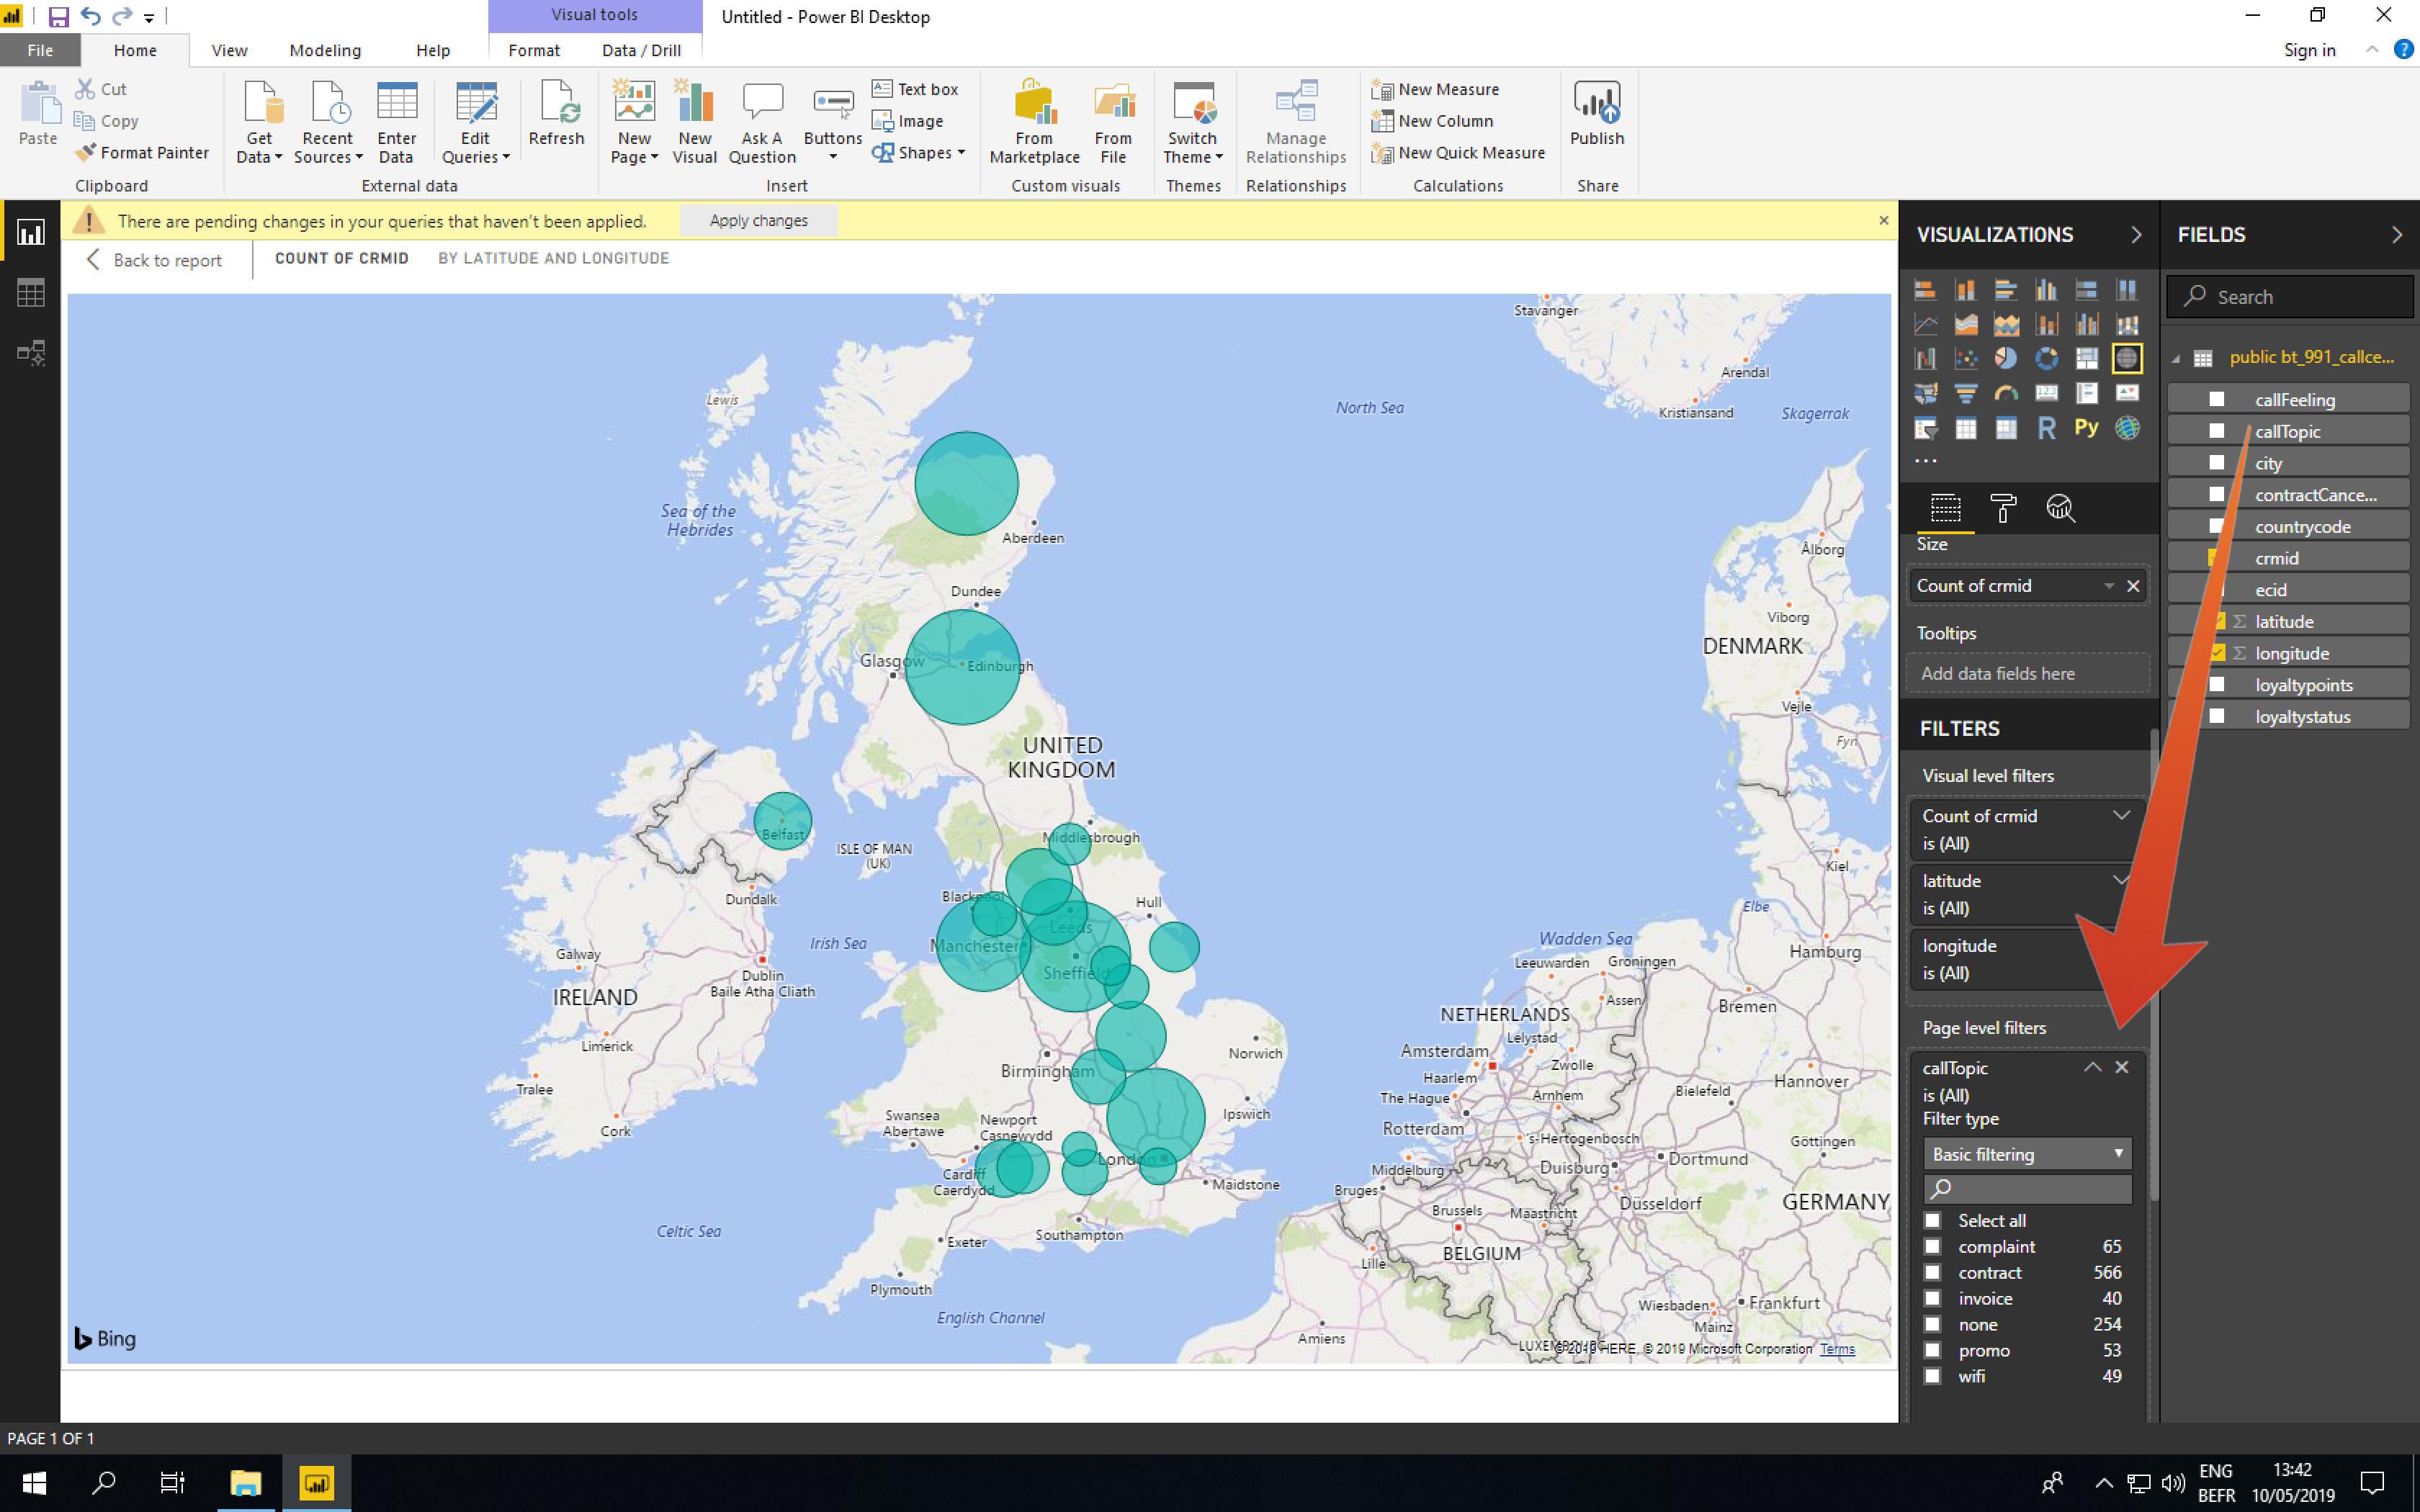 Visual tools
Untitled - Power BI Desktop
File
Home
View
Modeling
Help
Format
Data / Drill
Sign in
Paste
Cut
Copy
Format Painter
Clipboard
Get Data
Recent Sources
Enter Data
Edit Queries
Refresh
External data
New Page
New Visual
Ask A Question
Buttons
Text box
Image
Shapes
Insert
From Marketplace
From File
Custom visuals
Switch Theme
Themes
Manage Relationships
Relationships
New Measure
New Column
New Quick Measure
Calculations
Publish
Share
There are pending changes in your queries that haven't been applied.
Apply changes
Back to report
COUNT OF CRMID
BY LATITUDE AND LONGITUDE
Stavanger
Arendal
Kristiansand
Skagerrak
North Sea
Lewis
Sea of the
Hebrides
Aberdeen
Dundee
Glasgow
Edinburgh
UNITED
KINGDOM
Ålborg
Viborg
DENMARK
Vejle
Fyn
Belfast
ISLE OF MAN
(UK)
Middlesbrough
Dundalk
Blackpool
Hull
Leeds
Kiel
Elbe
Irish Sea
Manchester
Sheffield
Galway
Dublin
Baile Atha Cliath
IRELAND
Wadden Sea
Hamburg
Leeuwarden
Groningen
Assen
Bremen
NETHERLANDS
Lelystad
Limerick
Norwich
Amsterdam
Zwolle
Tralee
Birmingham
Haarlem
Hannover
Bielefeld
The Hague
Arnhem
Cork
Swansea
Abertawe
Newport
Casnewydd
Ipswich
Rotterdam
's-Hertogenbosch
Göttingen
London
Cardiff
Caerdydd
Maidstone
Middelburg
Duisburg
Dortmund
Bruges
Düsseldorf
GERMANY
Brussels
Maastricht
Celtic Sea
Exeter
Southampton
Lille
BELGIUM
Plymouth
English Channel
Wiesbaden
Frankfurt
Mainz
Amiens
Bing
© 2019 HERE, © 2019 Microsoft Corporation Terms
VISUALIZATIONS
R
Py
123
...
Size
Count of crmid
Tooltips
Add data fields here
FILTERS
Visual level filters
Count of crmid
is (All)
latitude
is (All)
longitude
is (All)
Page level filters
callTopic
is (All)
Filter type
Basic filtering
Select all
complaint 65
contract 566
invoice 40
none 254
promo 53
wifi 49
FIELDS
Search
public bt_991_callce...
callFeeling
callTopic
city
contractCance...
countrycode
crmid
ecid
Σ latitude
Σ longitude
loyaltypoints
loyaltystatus
PAGE 1 OF 1
ENG
BEFR
13:42
10/05/2019